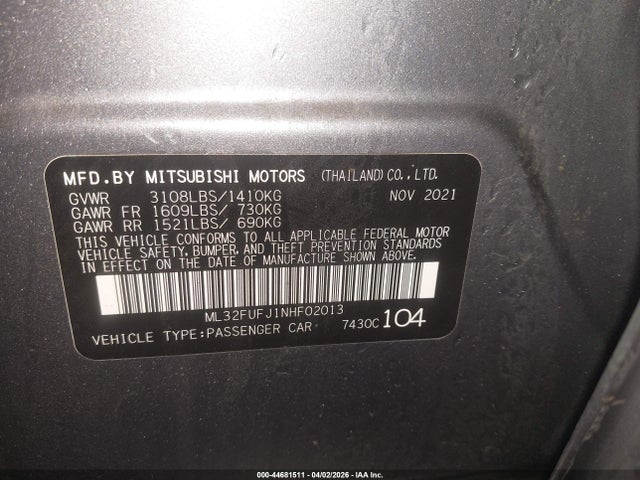 MFD.BY MITSUBISHI MOTORS (THAILAND)CO.,LTD.
GVWR 3108LBS/1410KG NOV 2021
GAWR FR 1609LBS/ 730KG
GAWR RR 1521LBS/ 690KG
THIS VEHICLE CONFORMS TO ALL APPLICABLE FEDERAL MOTOR
VEHICLE SAFETY, BUMPER, AND THEFT PREVENTION STANDARDS
IN EFFECT ON THE DATE OF MANUFACTURE SHOWN ABOVE.
ML32FUFJ1NHF02013
VEHICLE TYPE:PASSENGER CAR 7430C 104
000-44681511 - 04/02/2026 - IAA Inc.